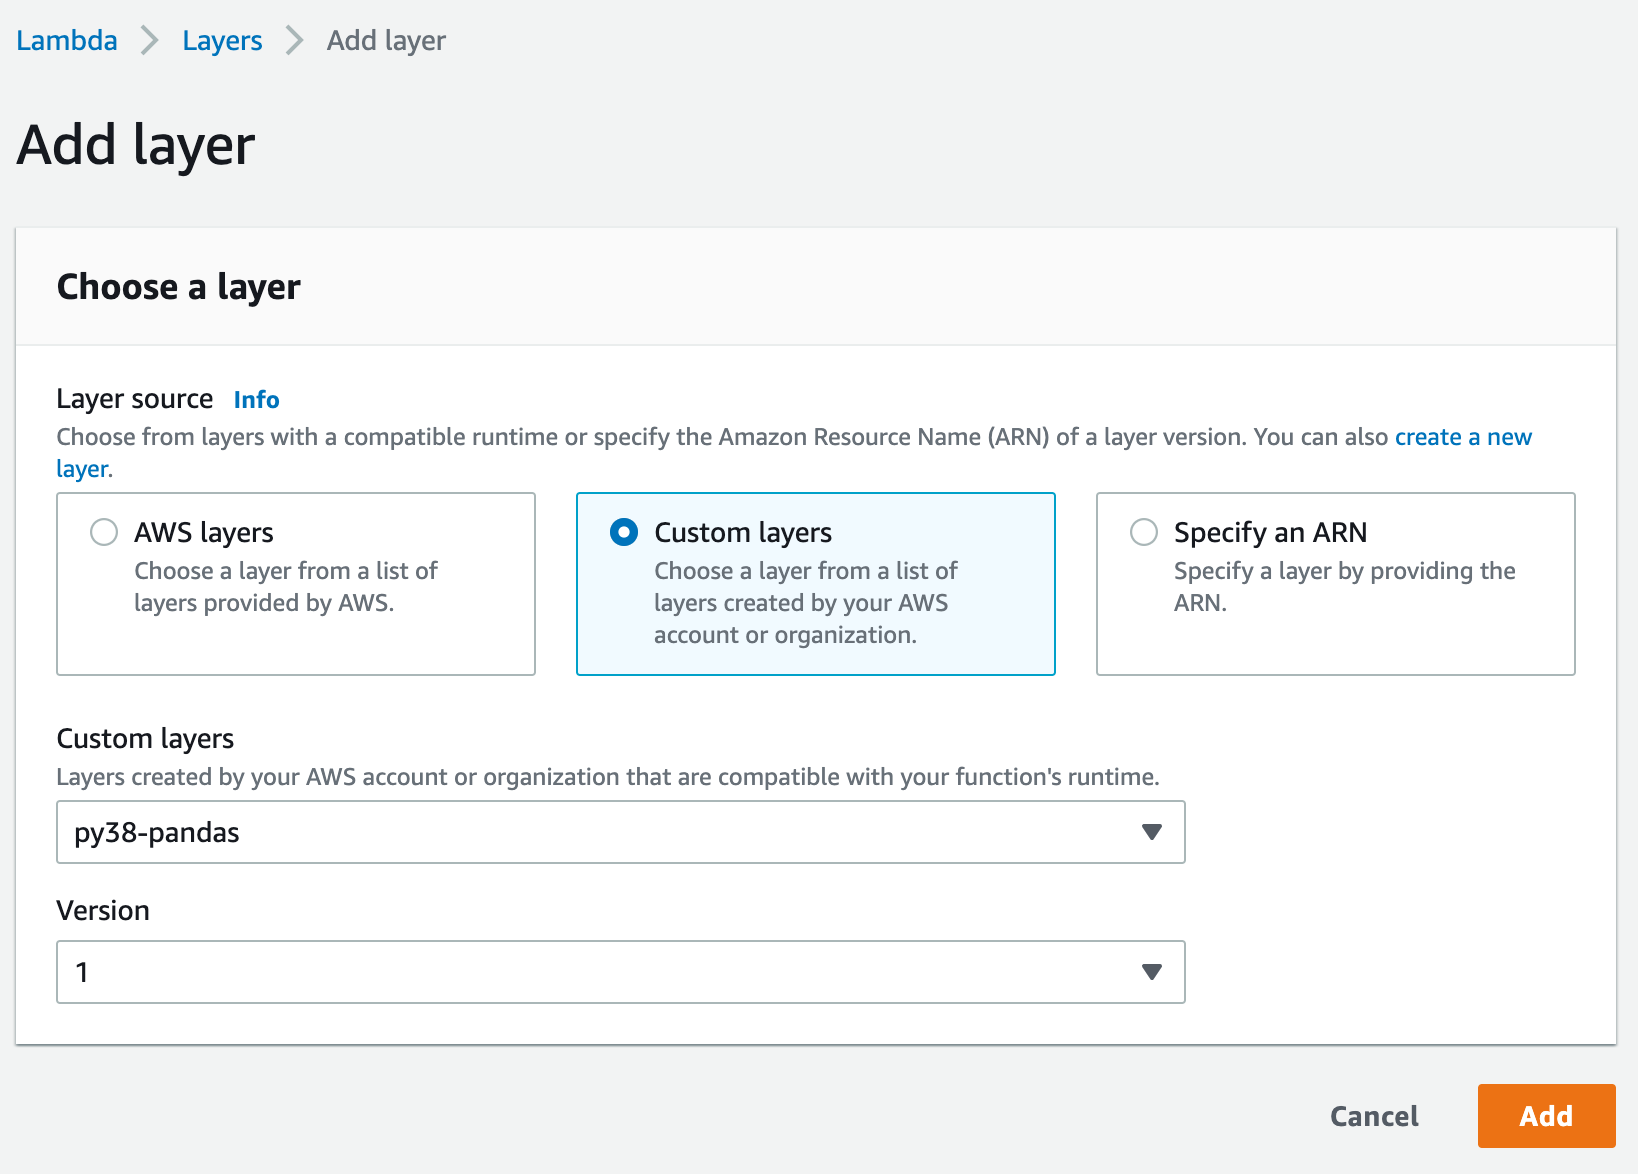 Lambda Layers Add layer
Add layer
Choose a layer
Layer source Info
Choose from layers with a compatible runtime or specify the Amazon Resource Name (ARN) of a layer version. You can also create a new
layer.
AWS layers
Choose a layer from a list of
layers provided by AWS.
Custom layers
Choose a layer from a list of
layers created by your AWS
account or organization.
Specify an ARN
Specify a layer by providing the
ARN.
Custom layers
Layers created by your AWS account or organization that are compatible with your function's runtime.
py38-pandas
Version
1
Cancel Add